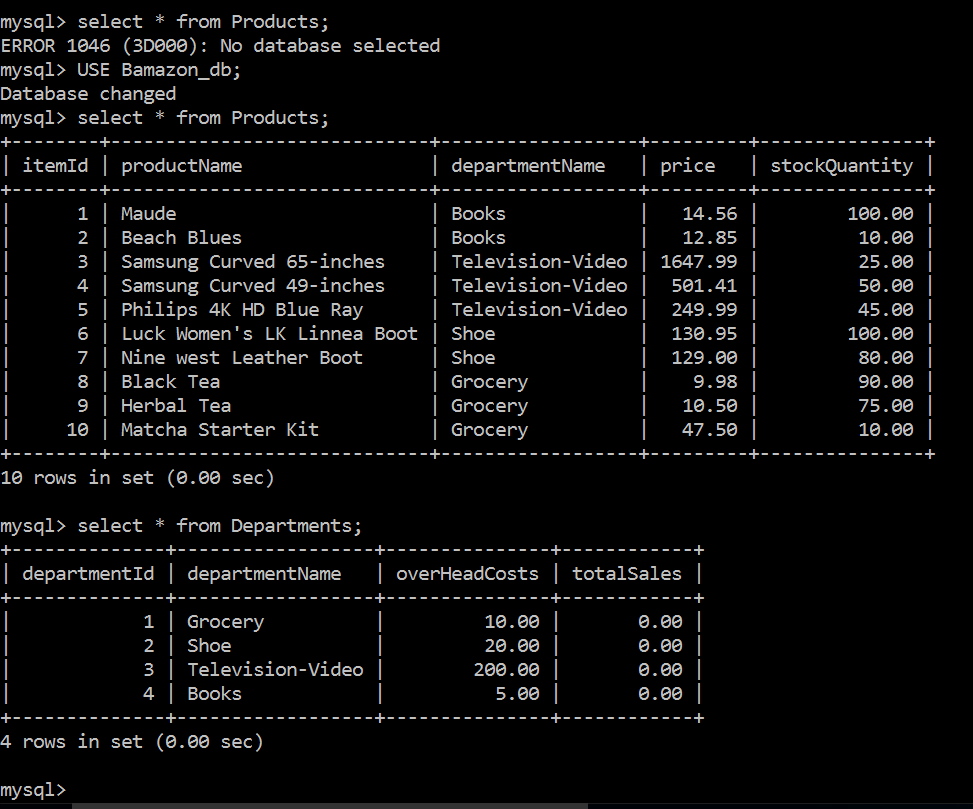 mysql> select * from Products;
ERROR 1046 (3D000): No database selected
mysql> USE Bamazon_db;
Database changed
mysql> select * from Products;
+--------+-----------------------------+------------------+---------+---------------+
| itemId | productName                 | departmentName   | price   | stockQuantity |
+--------+-----------------------------+------------------+---------+---------------+
|      1 | Maude                       | Books            |   14.56 |        100.00 |
|      2 | Beach Blues                 | Books            |   12.85 |         10.00 |
|      3 | Samsung Curved 65-inches    | Television-Video | 1647.99 |         25.00 |
|      4 | Samsung Curved 49-inches    | Television-Video |  501.41 |         50.00 |
|      5 | Philips 4K HD Blue Ray      | Television-Video |  249.99 |         45.00 |
|      6 | Luck Women's LK Linnea Boot | Shoe             |  130.95 |        100.00 |
|      7 | Nine west Leather Boot      | Shoe             |  129.00 |         80.00 |
|      8 | Black Tea                   | Grocery          |    9.98 |         90.00 |
|      9 | Herbal Tea                  | Grocery          |   10.50 |         75.00 |
|     10 | Matcha Starter Kit          | Grocery          |   47.50 |         10.00 |
+--------+-----------------------------+------------------+---------+---------------+
10 rows in set (0.00 sec)

mysql> select * from Departments;
+--------------+------------------+---------------+------------+
| departmentId | departmentName   | overHeadCosts | totalSales |
+--------------+------------------+---------------+------------+
|            1 | Grocery          |         10.00 |       0.00 |
|            2 | Shoe             |         20.00 |       0.00 |
|            3 | Television-Video |        200.00 |       0.00 |
|            4 | Books            |          5.00 |       0.00 |
+--------------+------------------+---------------+------------+
4 rows in set (0.00 sec)

mysql>